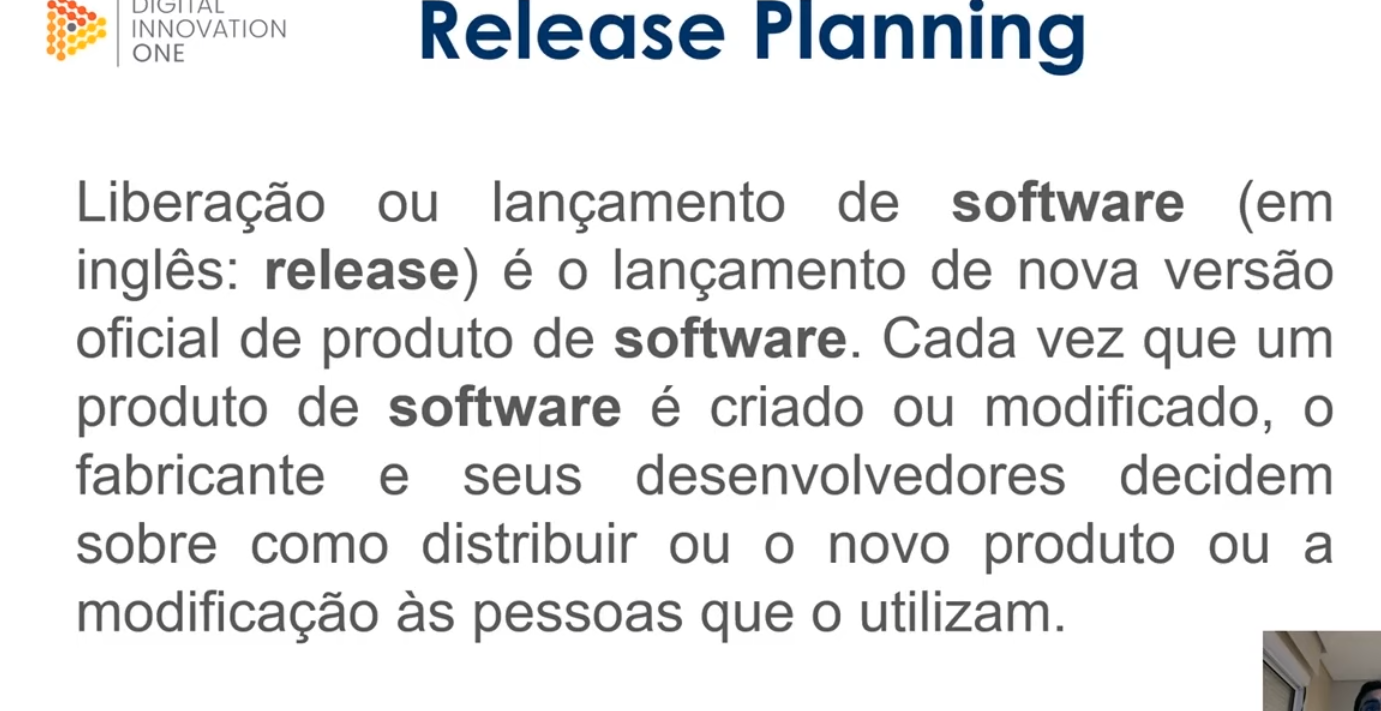 DIGITAL
INNOVATION
ONE
Release Planning
Liberação ou lançamento de software (em
inglês: release) é o lançamento de nova versão
oficial de produto de software. Cada vez que um
produto de software é criado ou modificado, o
fabricante e seus desenvolvedores decidem
sobre como distribuir ou o novo produto ou a
modificação às pessoas que o utilizam.